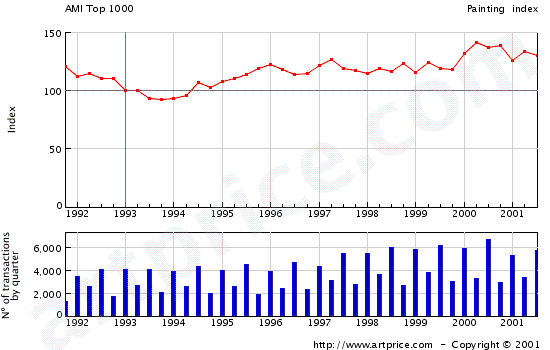 AMI Top 1000 Painting index
150
100
50
0
Index
1992 1993 1994 1995 1996 1997 1998 1999 2000 2001
6,000
4,000
2,000
N° of transactions
by quarter
1992 1993 1994 1995 1996 1997 1998 1999 2000 2001
artprice.com
http://www.artprice.com - Copyright © 2001